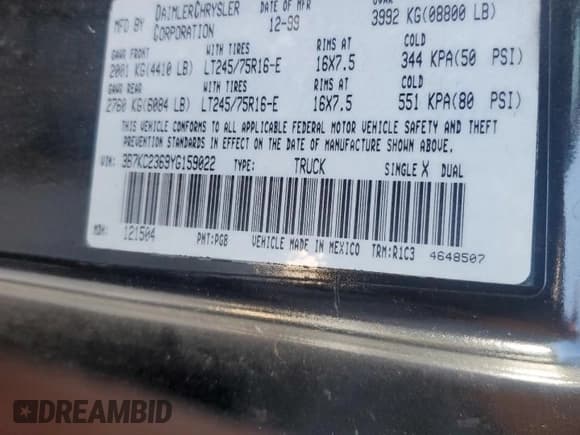 MFD BY DAIMLERCHRYSLER CORPORATION DATE OF MFR 12-99 GVWR 3992 KG(08800 LB)
GAWR FRONT WITH TIRES RIMS AT COLD
2001 KG(4410 LB) LT245/75R16-E 16X7.5 344 KPA(50 PSI)
GAWR REAR WITH TIRES RIMS AT COLD
2760 KG(6084 LB) LT245/75R16-E 16X7.5 551 KPA(80 PSI)
THIS VEHICLE CONFORMS TO ALL APPLICABLE FEDERAL MOTOR VEHICLE SAFETY AND THEFT
PREVENTION STANDARDS IN EFFECT ON THE DATE OF MANUFACTURE SHOWN ABOVE.
VIN: 3B7KC2369YG159022 TYPE: TRUCK SINGLE X DUAL
MDH: 121504 PNT:PG8 VEHICLE MADE IN MEXICO TRM:R1C3 4648507
DREAMBID